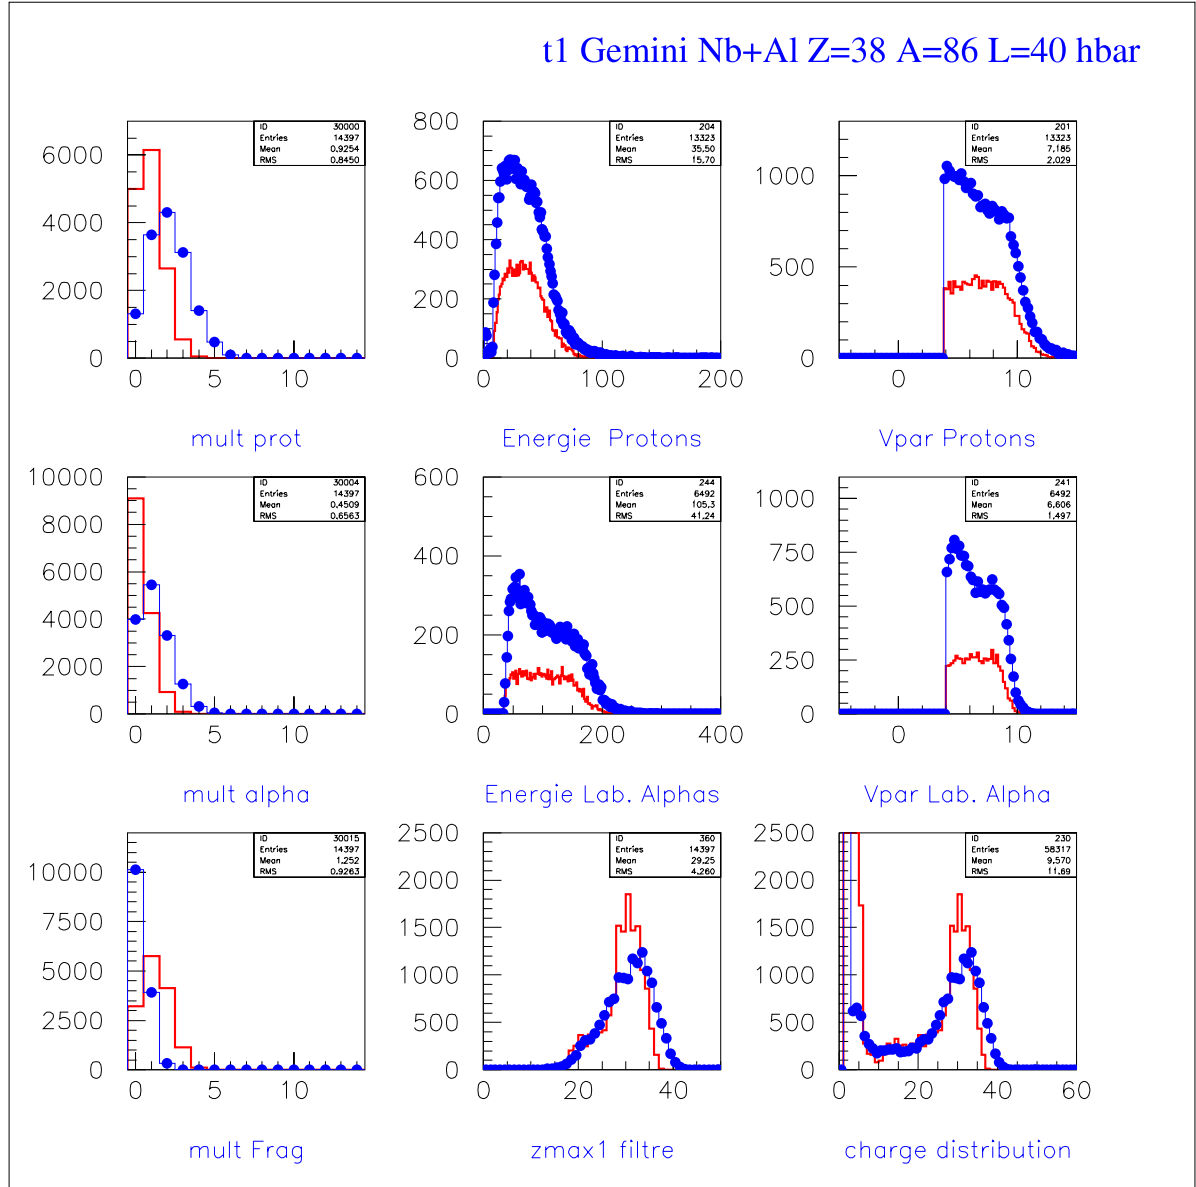 t1 Gemini Nb+Al Z=38 A=86 L=40 hbar
ID 30000
Entries 14397
Mean 0.9254
RMS 0.8450
6000
4000
2000
0
0 5 10
mult prot
ID 204
Entries 13323
Mean 35.50
RMS 15.70
800
600
400
200
0
0 100 200
Energie Protons
ID 201
Entries 13323
Mean 7.185
RMS 2.029
1000
500
0
0 10
Vpar Protons
ID 30004
Entries 14397
Mean 0.4509
RMS 0.6563
10000
8000
6000
4000
2000
0
0 5 10
mult alpha
ID 244
Entries 6492
Mean 105.3
RMS 41.24
600
400
200
0
0 200 400
Energie Lab. Alphas
ID 241
Entries 6492
Mean 6.606
RMS 1.497
1000
750
500
250
0
0 10
Vpar Lab. Alpha
ID 30015
Entries 14397
Mean 1.252
RMS 0.9263
10000
7500
5000
2500
0
0 5 10
mult Frag
ID 360
Entries 14397
Mean 29.25
RMS 4.260
2500
2000
1500
1000
500
0
0 20 40
zmax1 filtre
ID 230
Entries 58317
Mean 9.570
RMS 11.69
2500
2000
1500
1000
500
0
0 20 40 60
charge distribution